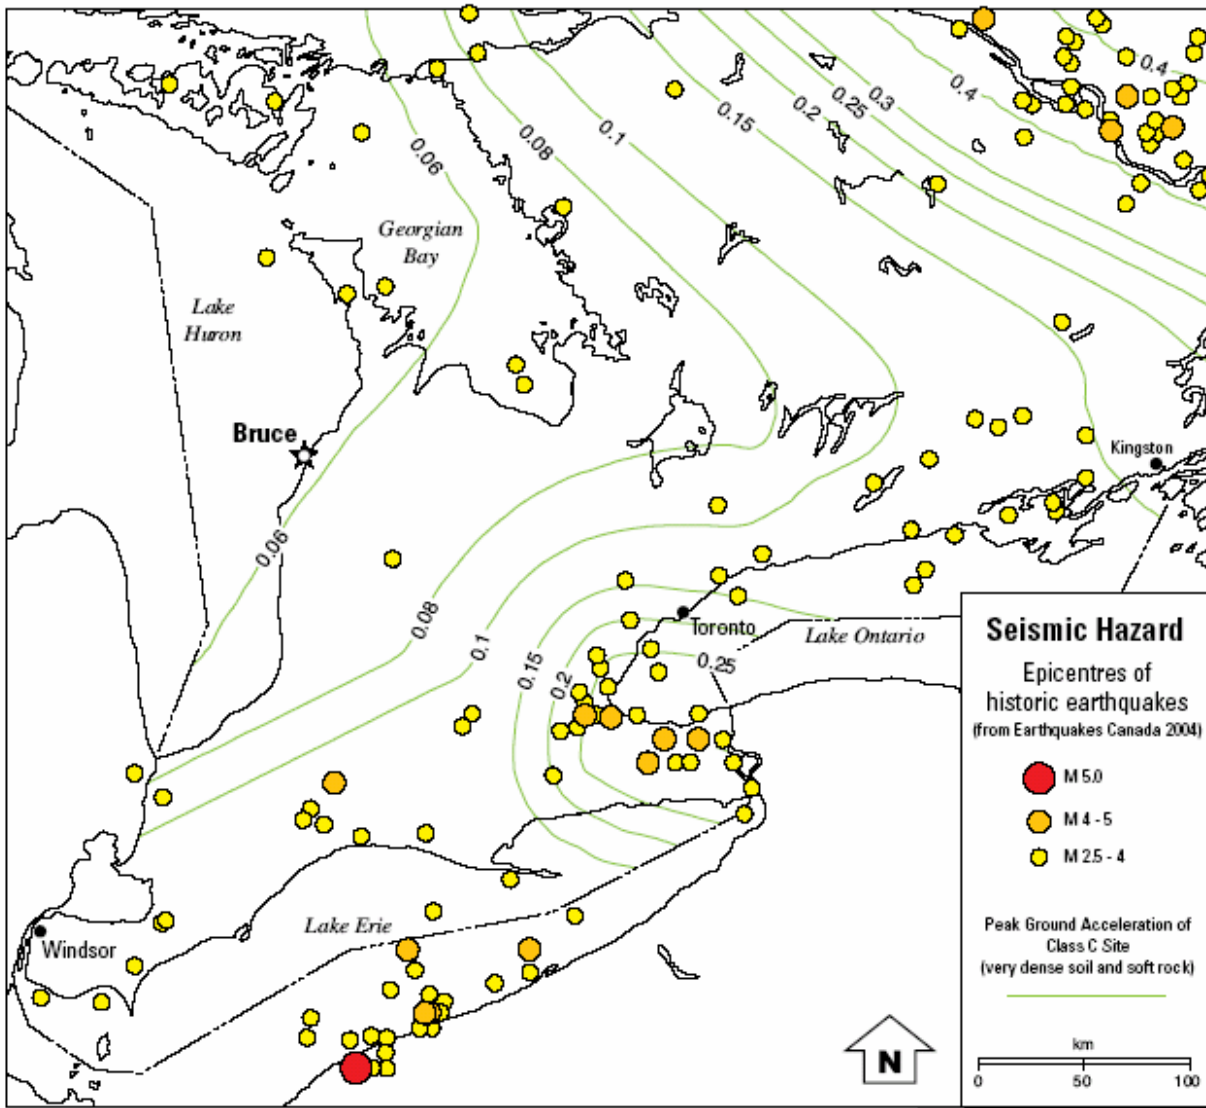 0.4
0.4
0.3
0.25
0.2
0.15
0.1
0.08
0.06
Georgian
Bay
Lake
Huron
Bruce
Kingston
0.06
0.08
0.1
0.15
0.2
0.25
Toronto
Lake Ontario
Lake Erie
Windsor
Seismic Hazard
Epicentres of
historic earthquakes
(from Earthquakes Canada 2004)
M 5.0
M 4 - 5
M 2.5 - 4
Peak Ground Acceleration of
Class C Site
(very dense soil and soft rock)
N
km
0 50 100